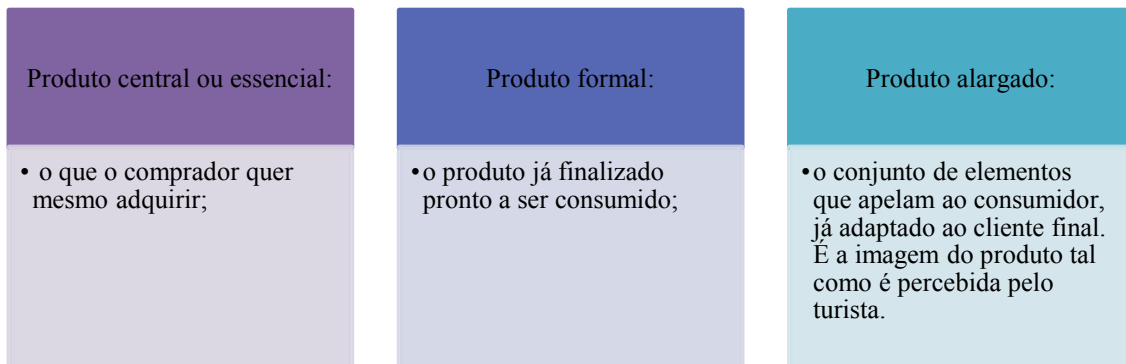 Produto central ou essencial:
• o que o comprador quer
mesmo adquirir;
Produto formal:
• o produto já finalizado
pronto a ser consumido;
Produto alargado:
• o conjunto de elementos
que apelam ao consumidor,
já adaptado ao cliente final.
É a imagem do produto tal
como é percebida pelo
turista.